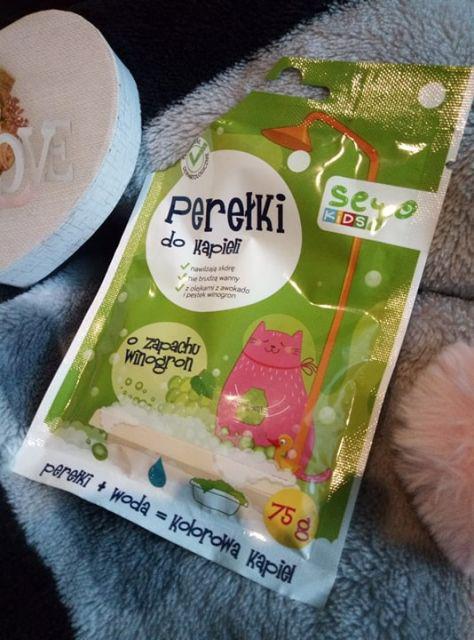 LOVE
Perełki
do kąpieli
nawilżają skórę
nie brudzą wanny
z olejkami z awokado
i pestek winogron
KIDS
o zapachu
winogron
75 g
perełki + woda = kolorowa kąpiel